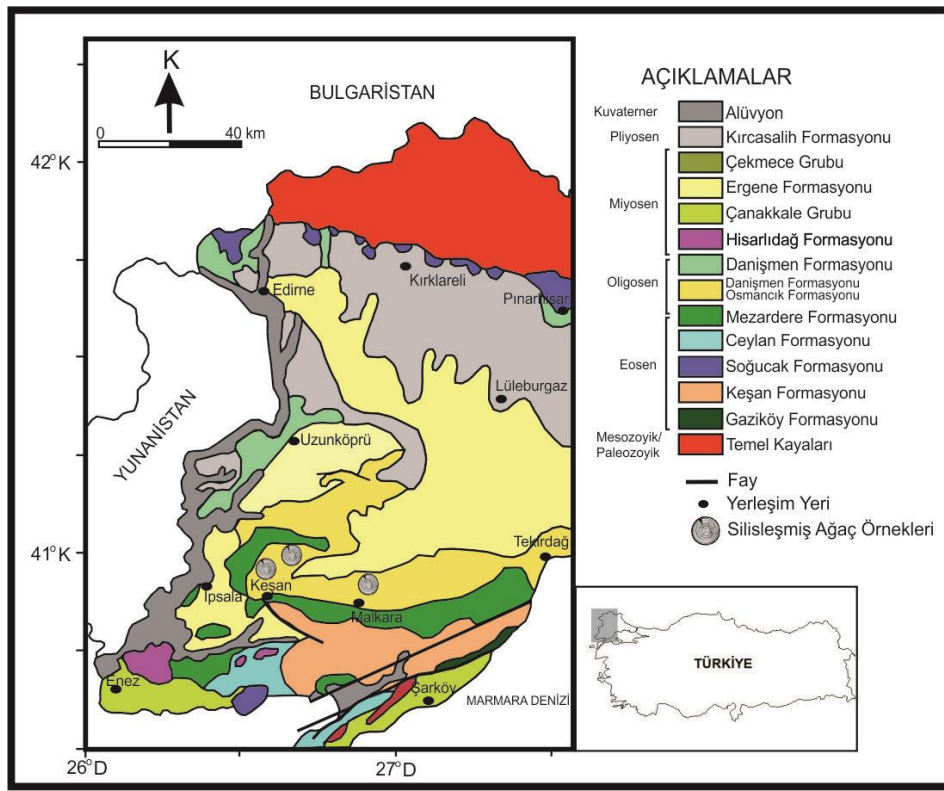 K
BULGARİSTAN
0 40 km
42°K
Edirne
Kırklareli
Pınarhisar
Lüleburgaz
YUNANİSTAN
Uzunköprü
41°K
Tekirdağ
İpsala
Keşan
Malkara
Enez
Şarköy
MARMARA DENİZİ
26°D
27°D
AÇIKLAMALAR
Kuvaterner
Alüvyon
Pliyosen
Kırcasalih Formasyonu
Çekmece Grubu
Ergene Formasyonu
Miyosen
Çanakkale Grubu
Hisarlıdağ Formasyonu
Danişmen Formasyonu
Oligosen
Danişmen Formasyonu
Osmancık Formasyonu
Mezardere Formasyonu
Ceylan Formasyonu
Eosen
Soğucak Formasyonu
Keşan Formasyonu
Gaziköy Formasyonu
Mesozoyik/
Paleozoyik
Temel Kayaları
Fay
Yerleşim Yeri
Silisleşmiş Ağaç Örnekleri
TÜRKİYE